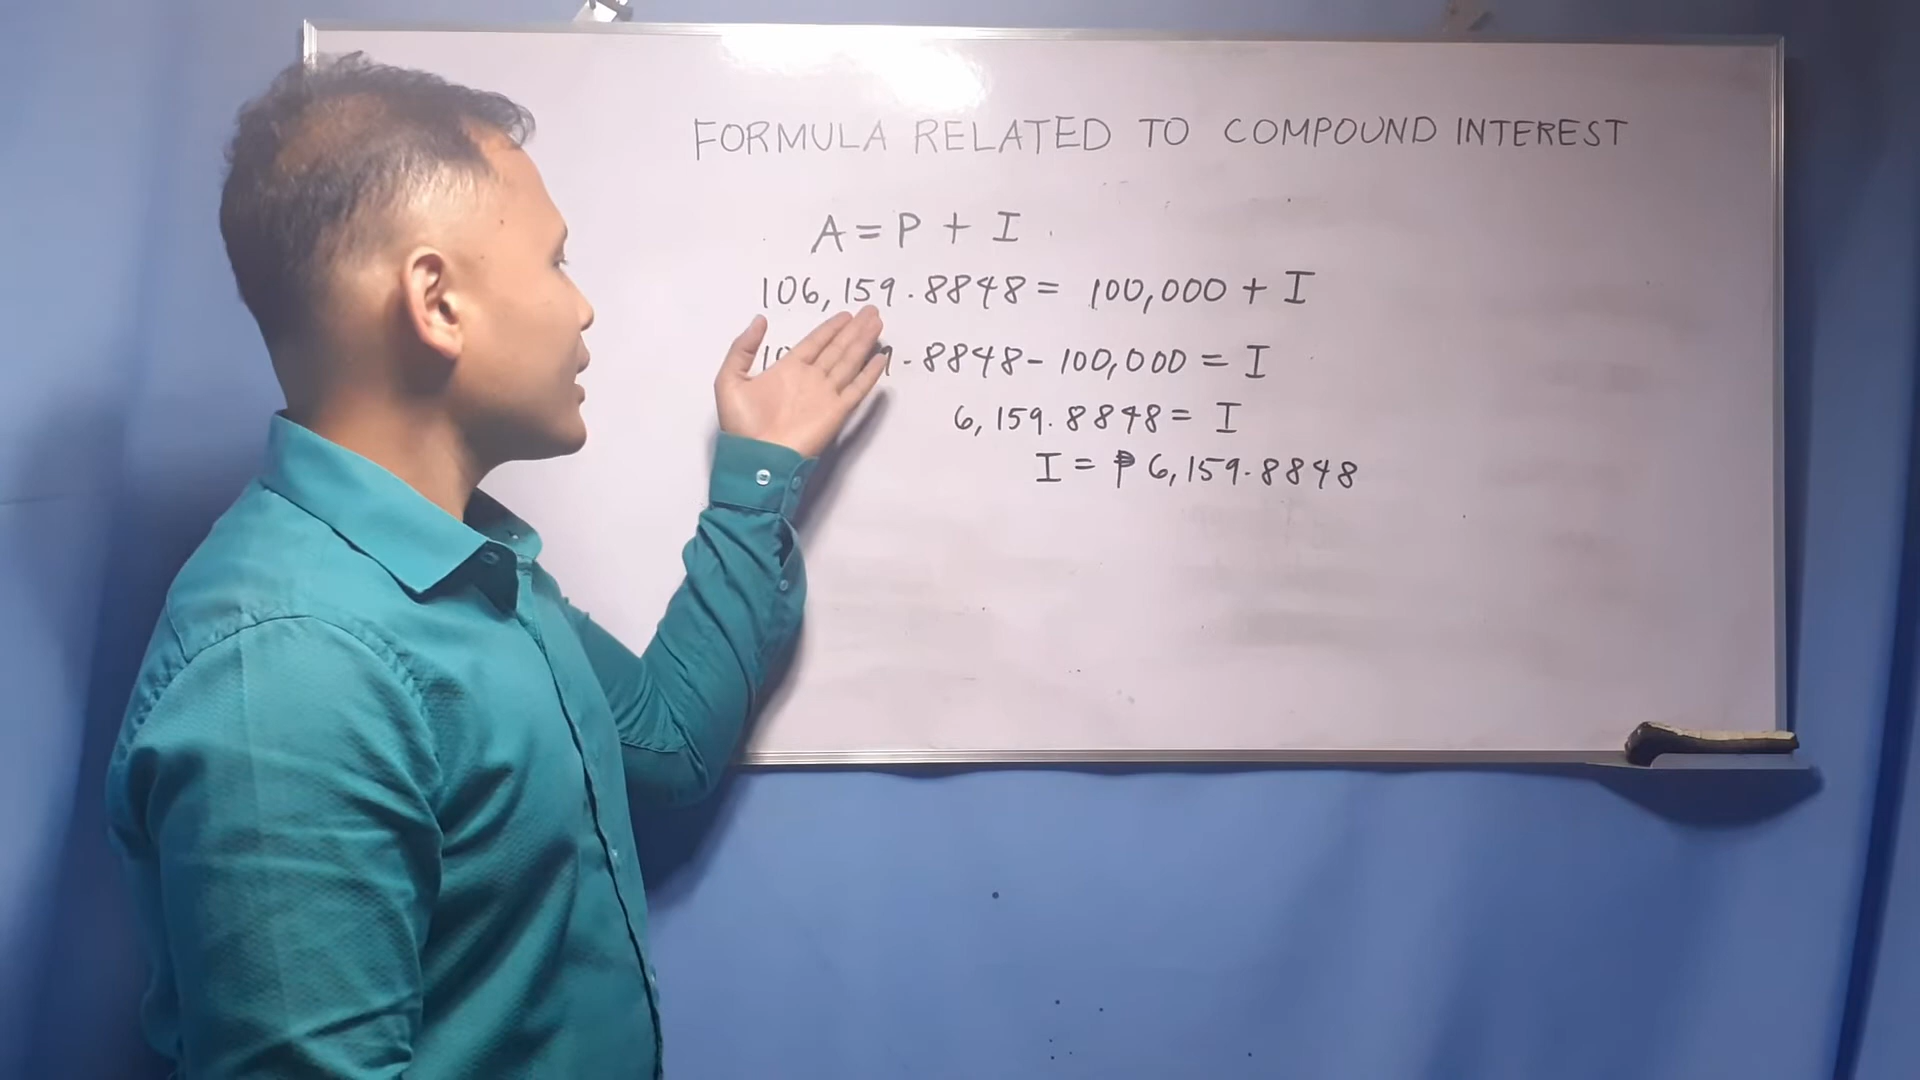 FORMULA RELATED TO COMPOUND INTEREST
A = P + I
106,159.8848 = 100,000 + I
.8848 - 100,000 = I
6,159.8848 = I
I = ₱ 6,159.8848